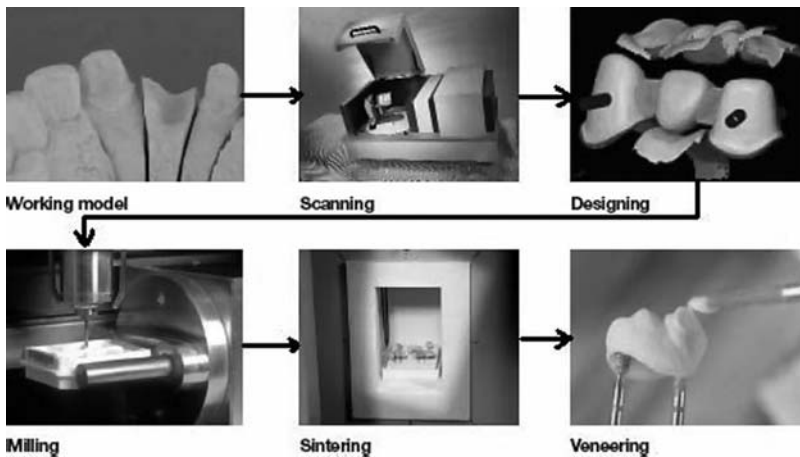 Working model
Scanning
Designing
Milling
Sintering
Veneering